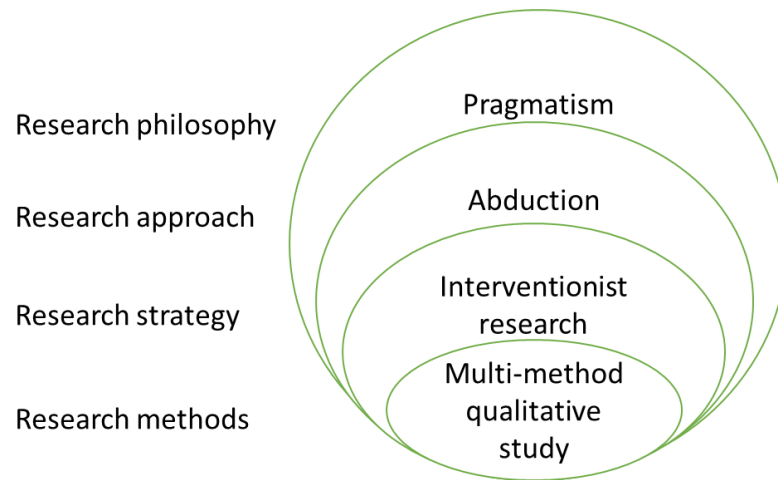 Research philosophy
Pragmatism
Research approach
Abduction
Research strategy
Interventionist
research
Research methods
Multi-method
qualitative
study